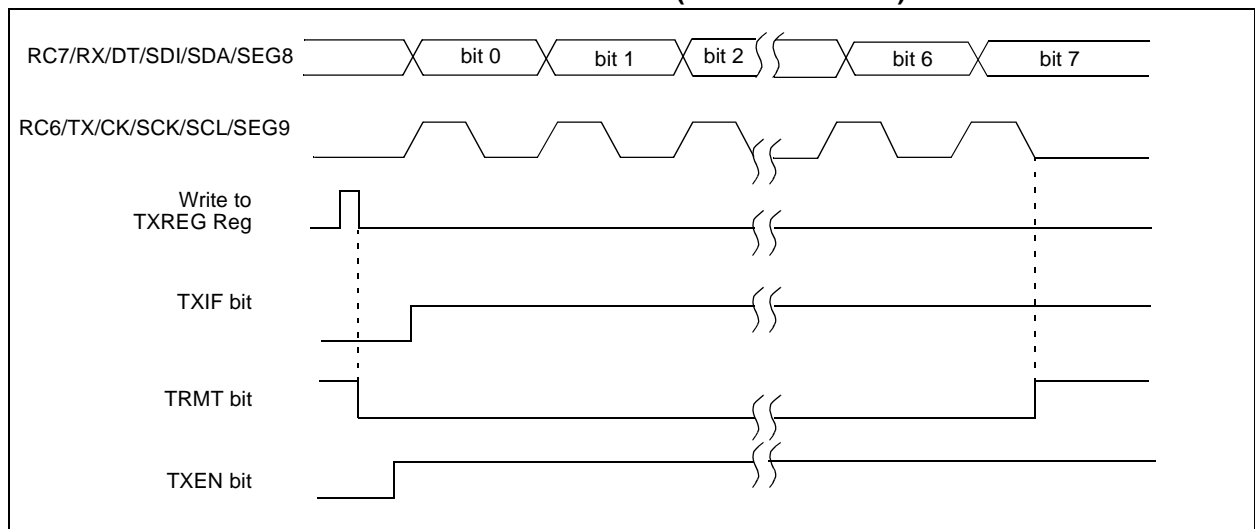 RC7/RX/DT/SDI/SDA/SEG8
bit 0
bit 1
bit 2
bit 6
bit 7
RC6/TX/CK/SCK/SCL/SEG9
Write to
TXREG Reg
TXIF bit
TRMT bit
TXEN bit